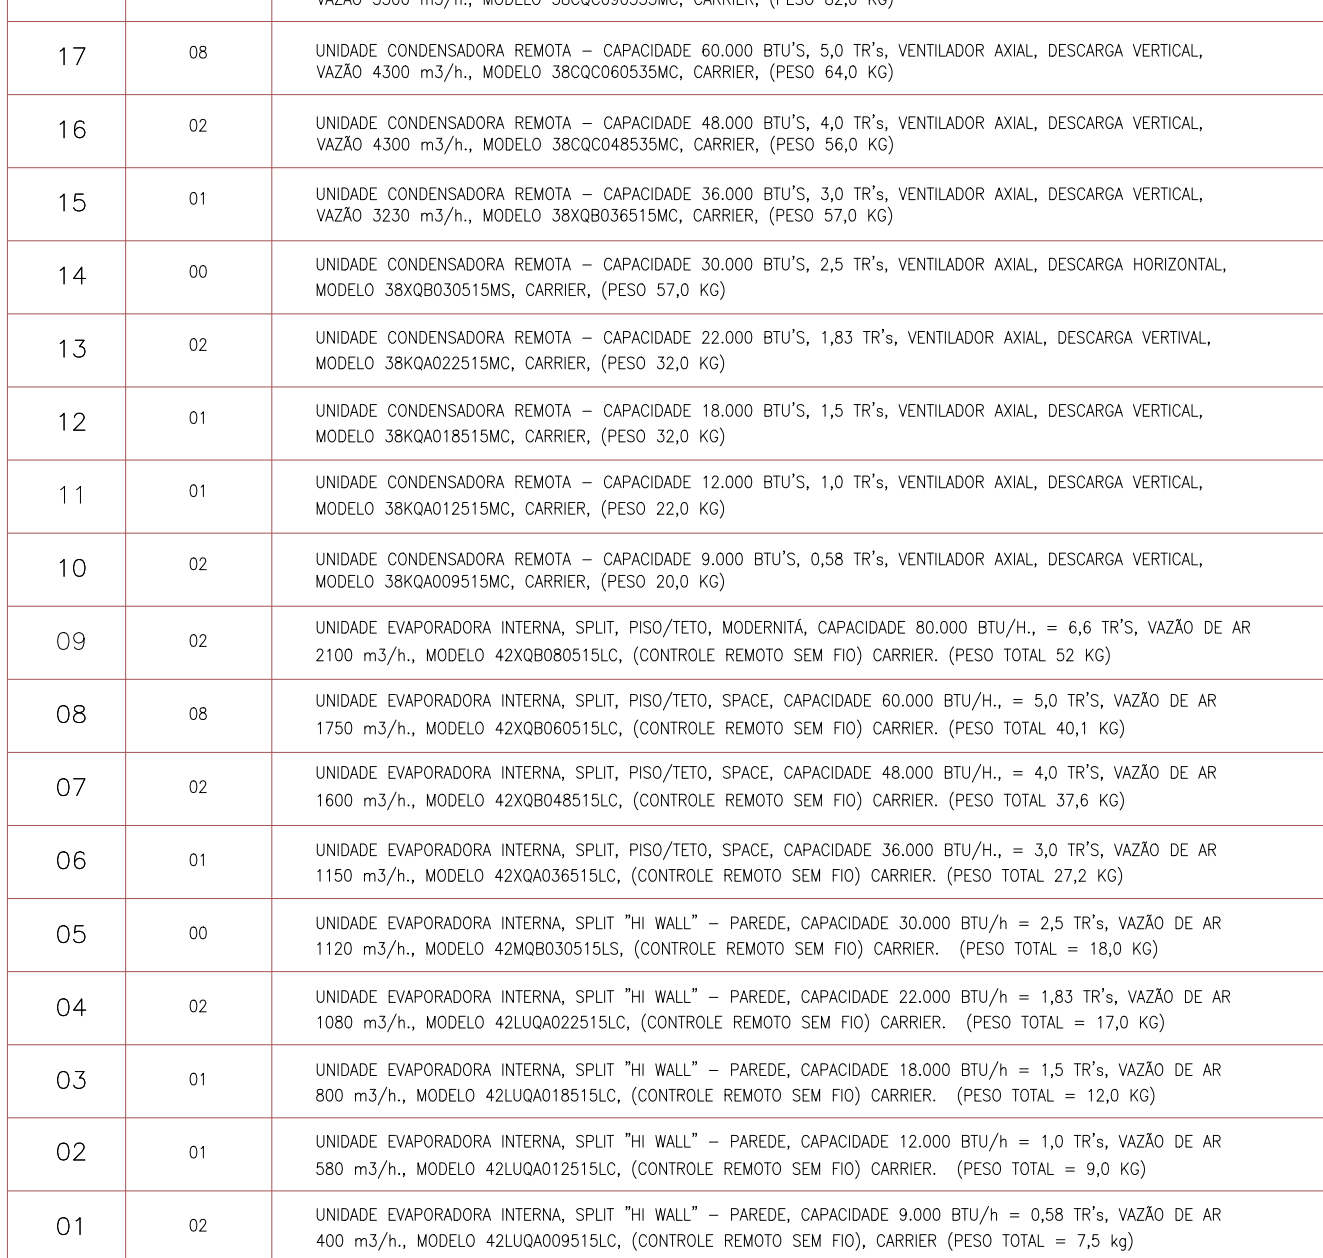 VAZÃO 5500 m3/h., MODELO 38CQC090535MC, CARRIER, (PESO 82,0 KG)
17 08 UNIDADE CONDENSADORA REMOTA – CAPACIDADE 60.000 BTU'S, 5,0 TR's, VENTILADOR AXIAL, DESCARGA VERTICAL,
VAZÃO 4300 m3/h., MODELO 38CQC060535MC, CARRIER, (PESO 64,0 KG)
16 02 UNIDADE CONDENSADORA REMOTA – CAPACIDADE 48.000 BTU'S, 4,0 TR's, VENTILADOR AXIAL, DESCARGA VERTICAL,
VAZÃO 4300 m3/h., MODELO 38CQC048535MC, CARRIER, (PESO 56,0 KG)
15 01 UNIDADE CONDENSADORA REMOTA – CAPACIDADE 36.000 BTU'S, 3,0 TR's, VENTILADOR AXIAL, DESCARGA VERTICAL,
VAZÃO 3230 m3/h., MODELO 38XQB036515MC, CARRIER, (PESO 57,0 KG)
14 00 UNIDADE CONDENSADORA REMOTA – CAPACIDADE 30.000 BTU'S, 2,5 TR's, VENTILADOR AXIAL, DESCARGA HORIZONTAL,
MODELO 38XQB030515MS, CARRIER, (PESO 57,0 KG)
13 02 UNIDADE CONDENSADORA REMOTA – CAPACIDADE 22.000 BTU'S, 1,83 TR's, VENTILADOR AXIAL, DESCARGA VERTIVAL,
MODELO 38KQA022515MC, CARRIER, (PESO 32,0 KG)
12 01 UNIDADE CONDENSADORA REMOTA – CAPACIDADE 18.000 BTU'S, 1,5 TR's, VENTILADOR AXIAL, DESCARGA VERTICAL,
MODELO 38KQA018515MC, CARRIER, (PESO 32,0 KG)
11 01 UNIDADE CONDENSADORA REMOTA – CAPACIDADE 12.000 BTU'S, 1,0 TR's, VENTILADOR AXIAL, DESCARGA VERTICAL,
MODELO 38KQA012515MC, CARRIER, (PESO 22,0 KG)
10 02 UNIDADE CONDENSADORA REMOTA – CAPACIDADE 9.000 BTU'S, 0,58 TR's, VENTILADOR AXIAL, DESCARGA VERTICAL,
MODELO 38KQA009515MC, CARRIER, (PESO 20,0 KG)
09 02 UNIDADE EVAPORADORA INTERNA, SPLIT, PISO/TETO, MODERNITÁ, CAPACIDADE 80.000 BTU/H., = 6,6 TR'S, VAZÃO DE AR
2100 m3/h., MODELO 42XQB080515LC, (CONTROLE REMOTO SEM FIO) CARRIER. (PESO TOTAL 52 KG)
08 08 UNIDADE EVAPORADORA INTERNA, SPLIT, PISO/TETO, SPACE, CAPACIDADE 60.000 BTU/H., = 5,0 TR'S, VAZÃO DE AR
1750 m3/h., MODELO 42XQB060515LC, (CONTROLE REMOTO SEM FIO) CARRIER. (PESO TOTAL 40,1 KG)
07 02 UNIDADE EVAPORADORA INTERNA, SPLIT, PISO/TETO, SPACE, CAPACIDADE 48.000 BTU/H., = 4,0 TR'S, VAZÃO DE AR
1600 m3/h., MODELO 42XQB048515LC, (CONTROLE REMOTO SEM FIO) CARRIER. (PESO TOTAL 37,6 KG)
06 01 UNIDADE EVAPORADORA INTERNA, SPLIT, PISO/TETO, SPACE, CAPACIDADE 36.000 BTU/H., = 3,0 TR'S, VAZÃO DE AR
1150 m3/h., MODELO 42XQA036515LC, (CONTROLE REMOTO SEM FIO) CARRIER. (PESO TOTAL 27,2 KG)
05 00 UNIDADE EVAPORADORA INTERNA, SPLIT "HI WALL" – PAREDE, CAPACIDADE 30.000 BTU/h = 2,5 TR's, VAZÃO DE AR
1120 m3/h., MODELO 42MQB030515LS, (CONTROLE REMOTO SEM FIO) CARRIER. (PESO TOTAL = 18,0 KG)
04 02 UNIDADE EVAPORADORA INTERNA, SPLIT "HI WALL" – PAREDE, CAPACIDADE 22.000 BTU/h = 1,83 TR's, VAZÃO DE AR
1080 m3/h., MODELO 42LUQA022515LC, (CONTROLE REMOTO SEM FIO) CARRIER. (PESO TOTAL = 17,0 KG)
03 01 UNIDADE EVAPORADORA INTERNA, SPLIT "HI WALL" – PAREDE, CAPACIDADE 18.000 BTU/h = 1,5 TR's, VAZÃO DE AR
800 m3/h., MODELO 42LUQA018515LC, (CONTROLE REMOTO SEM FIO) CARRIER. (PESO TOTAL = 12,0 KG)
02 01 UNIDADE EVAPORADORA INTERNA, SPLIT "HI WALL" – PAREDE, CAPACIDADE 12.000 BTU/h = 1,0 TR's, VAZÃO DE AR
580 m3/h., MODELO 42LUQA012515LC, (CONTROLE REMOTO SEM FIO) CARRIER. (PESO TOTAL = 9,0 KG)
01 02 UNIDADE EVAPORADORA INTERNA, SPLIT "HI WALL" – PAREDE, CAPACIDADE 9.000 BTU/h = 0,58 TR's, VAZÃO DE AR
400 m3/h., MODELO 42LUQA009515LC, (CONTROLE REMOTO SEM FIO), CARRIER (PESO TOTAL = 7,5 kg)